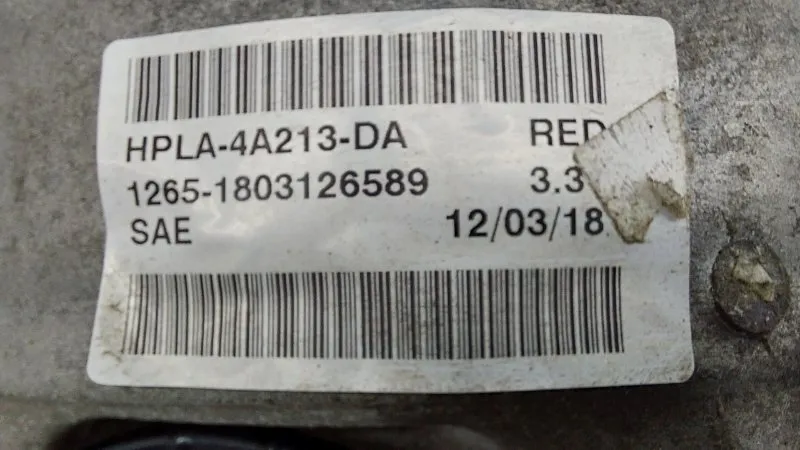 HPLA-4A213-DA RED
1265-1803126589 3.3
SAE 12/03/18